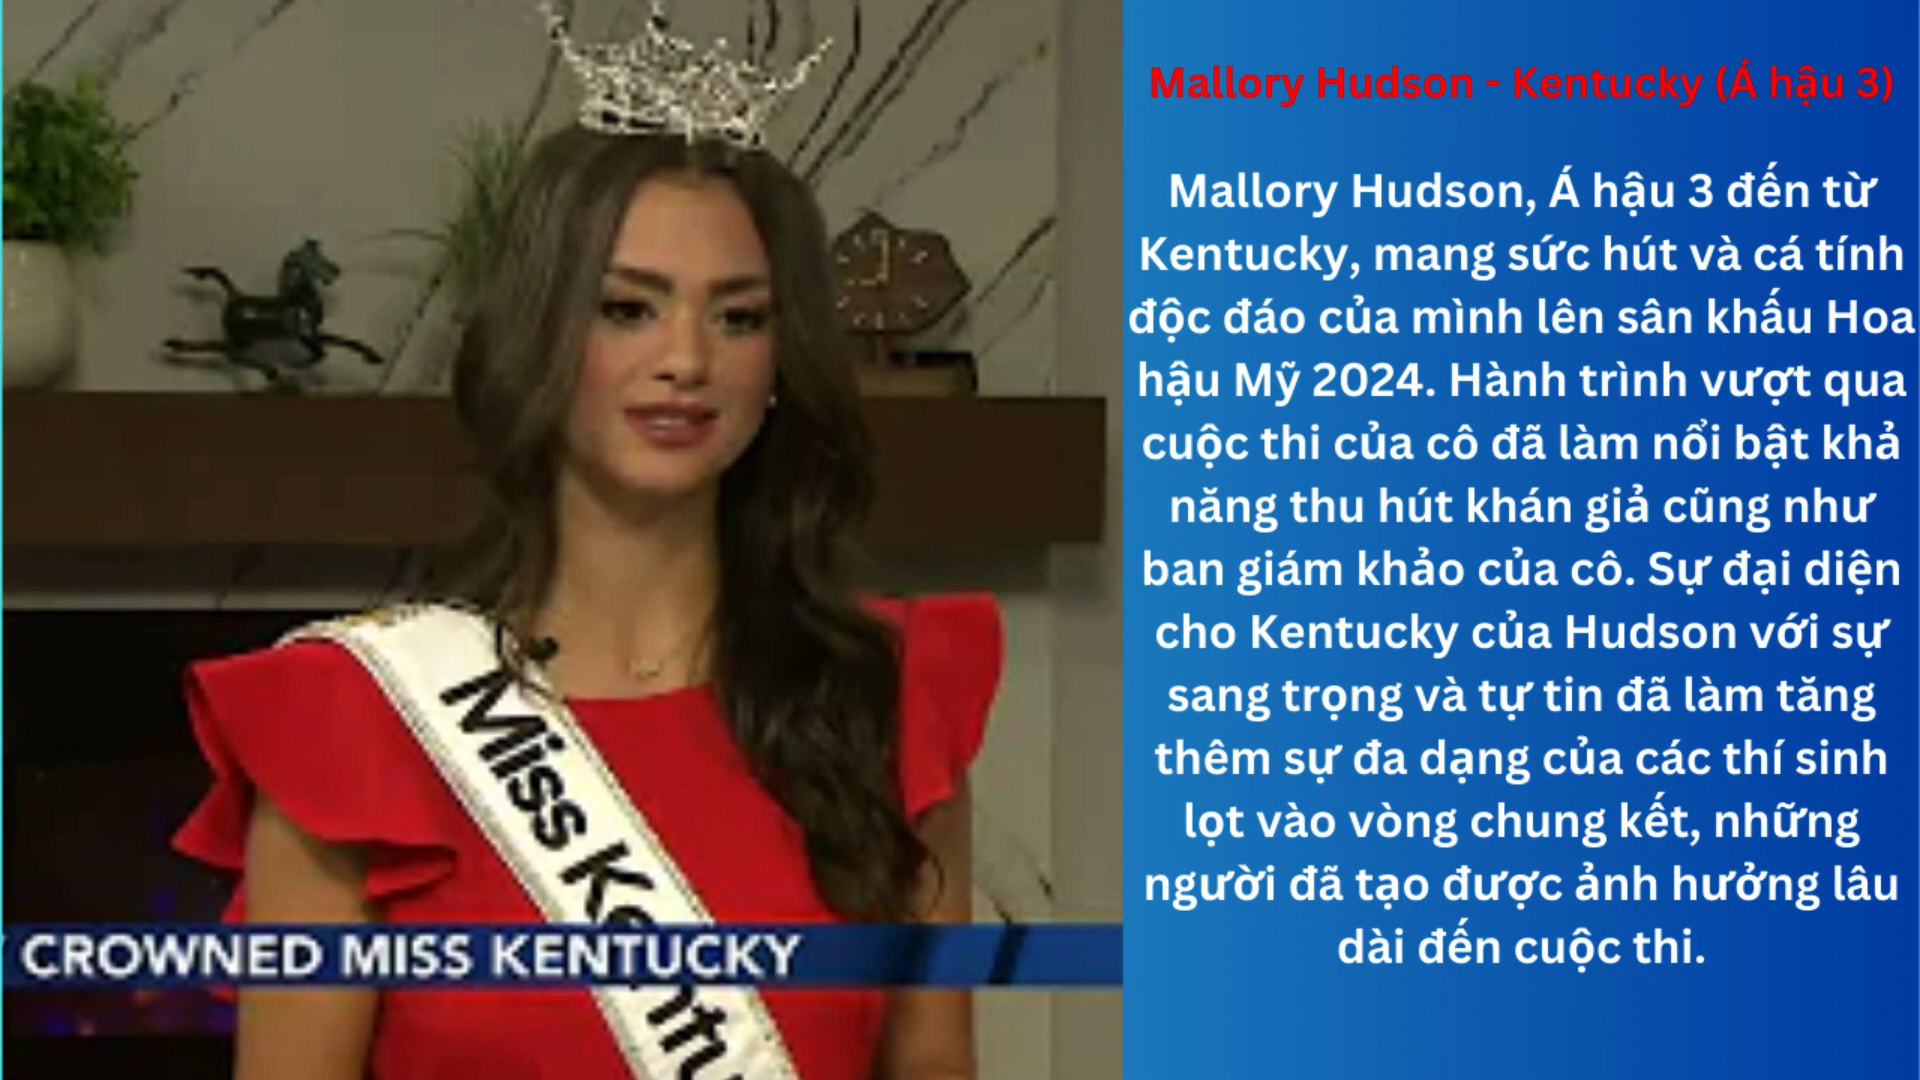 Mallory Hudson - Kentucky (Á hậu 3)
Mallory Hudson, Á hậu 3 đến từ
Kentucky, mang sức hút và cá tính
độc đáo của mình lên sân khấu Hoa
hậu Mỹ 2024. Hành trình vượt qua
cuộc thi của cô đã làm nổi bật khả
năng thu hút khán giả cũng như
ban giám khảo của cô. Sự đại diện
cho Kentucky của Hudson với sự
sang trọng và tự tin đã làm tăng
thêm sự đa dạng của các thí sinh
lọt vào vòng chung kết, những
người đã tạo được ảnh hưởng lâu
dài đến cuộc thi.
Miss Kentu
CROWNED MISS KENTUCKY